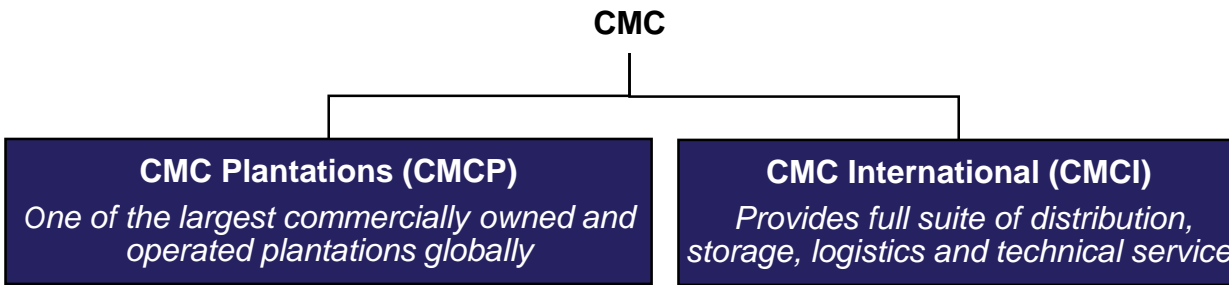 CMC
CMC Plantations (CMCP)
One of the largest commercially owned and
operated plantations globally
CMC International (CMCI)
Provides full suite of distribution,
storage, logistics and technical service